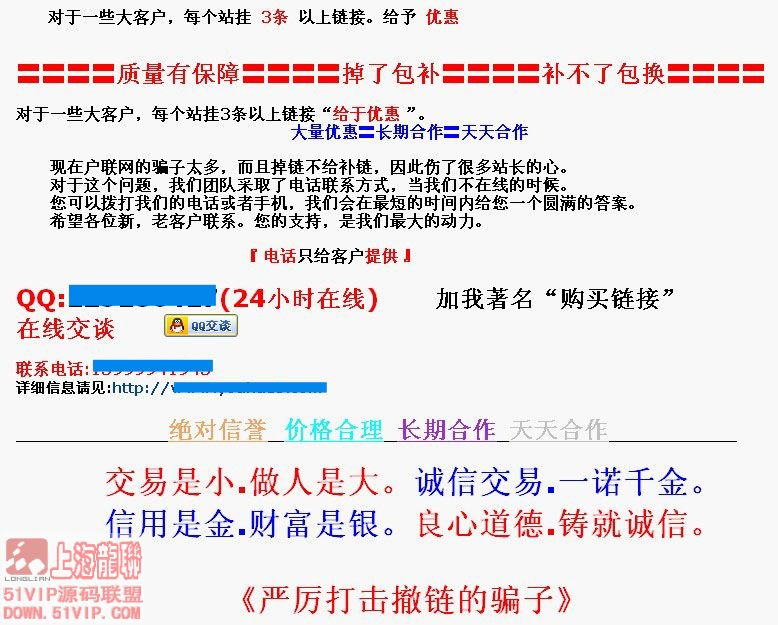 对于一些大客户，每个站挂 3条 以上链接。给予 优惠
〓〓〓〓质量有保障〓〓〓〓掉了包补〓〓〓〓补不了包换〓〓〓〓
对于一些大客户，每个站挂3条以上链接“给于优惠 ”。
大量优惠〓长期合作〓天天合作
现在户联网的骗子太多，而且掉链不给补链，因此伤了很多站长的心。
对于这个问题，我们团队采取了电话联系方式，当我们不在线的时候。
您可以拨打我们的电话或者手机，我们会在最短的时间内给您一个圆满的答案。
希望各位新，老客户联系。您的支持，是我们最大的动力。
『 电话只给客户提供 』
QQ: (24小时在线) 加我著名“购买链接”
在线交谈 QQ交谈
联系电话:
详细信息请见:http://
绝对信誉 价格合理 长期合作 天天合作
交易是小.做人是大。诚信交易.一诺千金。
信用是金.财富是银。良心道德.铸就诚信。
《严厉打击撤链的骗子》
上海龍聯
LONGLIAN
51VIP源码联盟
DOWN.51VIP.COM